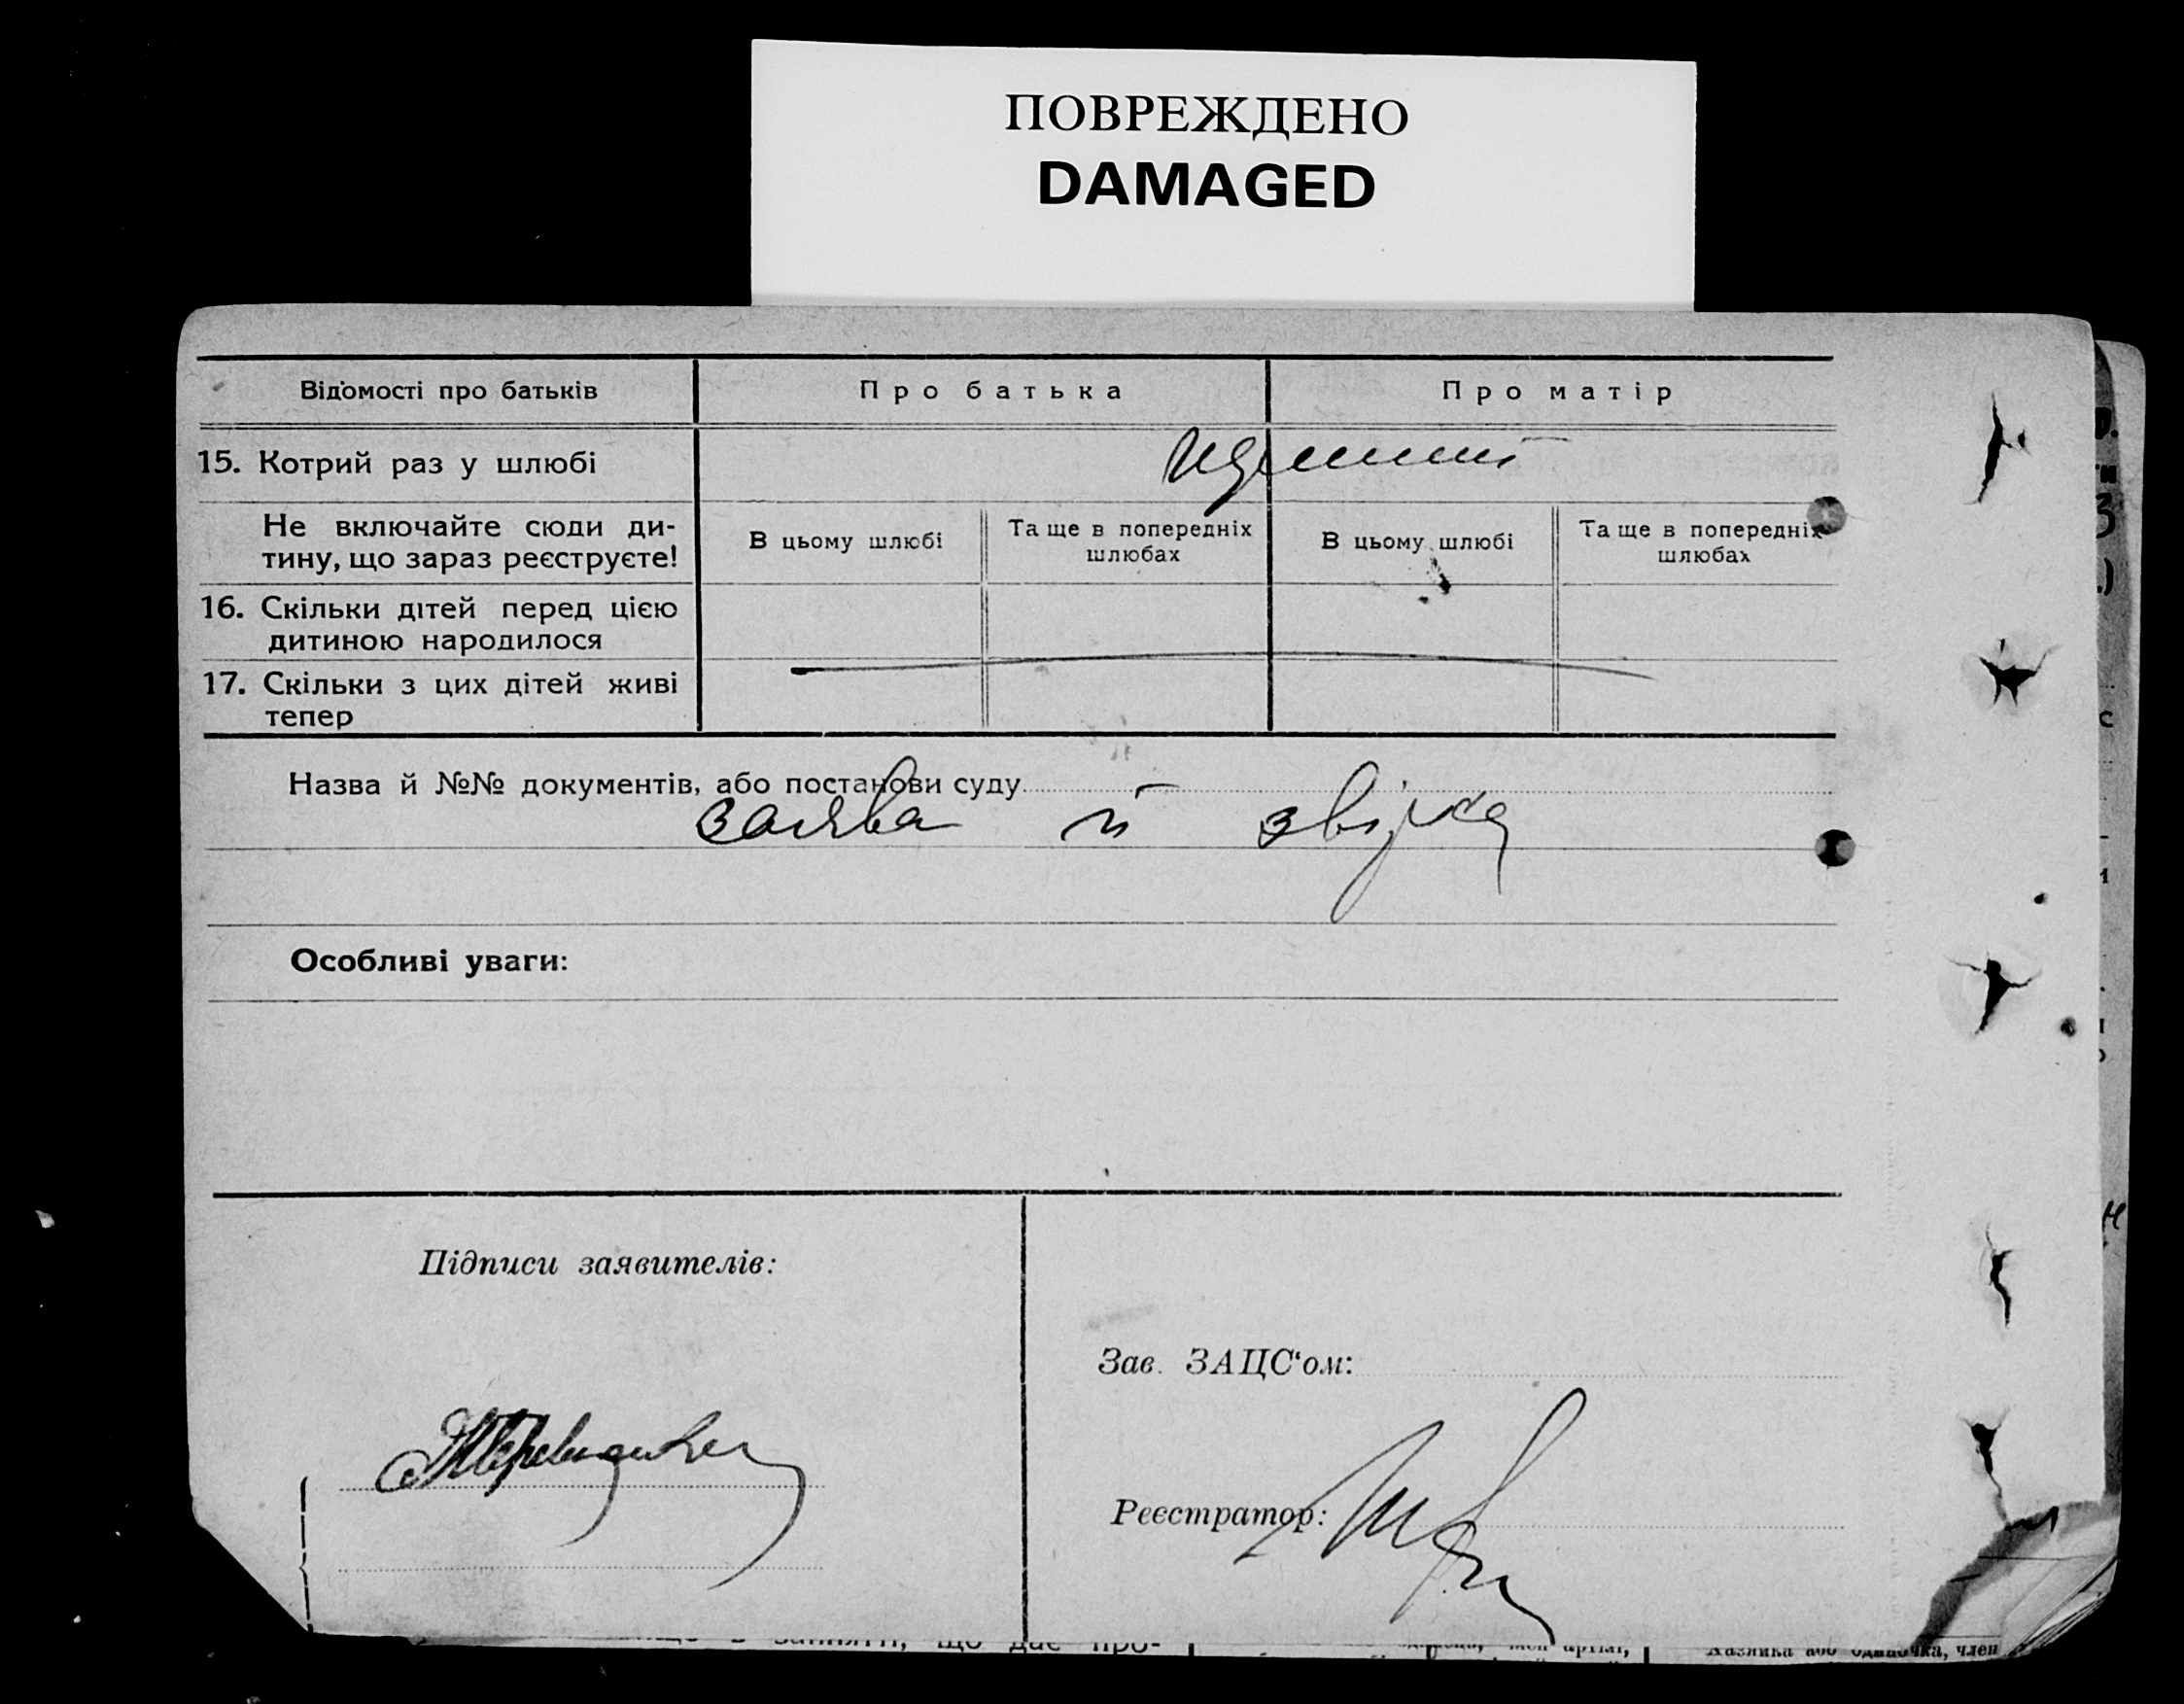 ПОВРЕЖДЕНО
DAMAGED
Відомості про батьків
Про батька
Про матір
15. Котрий раз у шлюбі
Не включайте сюди ди-
тину, що зараз реєструєте!
В цьому шлюбі
Та ще в попередніх
шлюбах
В цьому шлюбі
Та ще в попередніх
шлюбах
16. Скільки дітей перед цією
дитиною народилося
17. Скільки з цих дітей живі
тепер
Назва й №№ документів, або постанови суду
заява й звірка
Особливі уваги:
Підписи заявителів:
Зав. ЗАЦС‘ом:
Реєстратор: